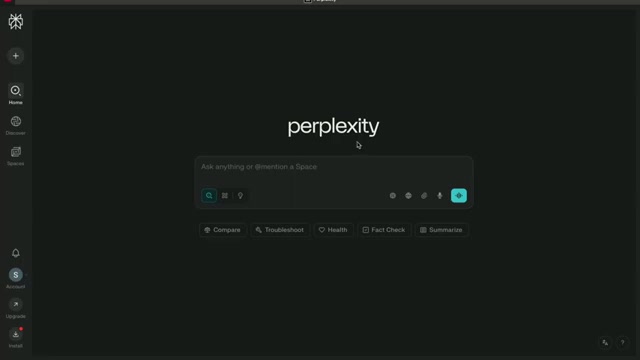 Perplexity
perplexity
Ask anything or @mention a Space
Compare
Troubleshoot
Health
Fact Check
Summarize
Home
Discover
Spaces
S
Account
Upgrade
Install
?